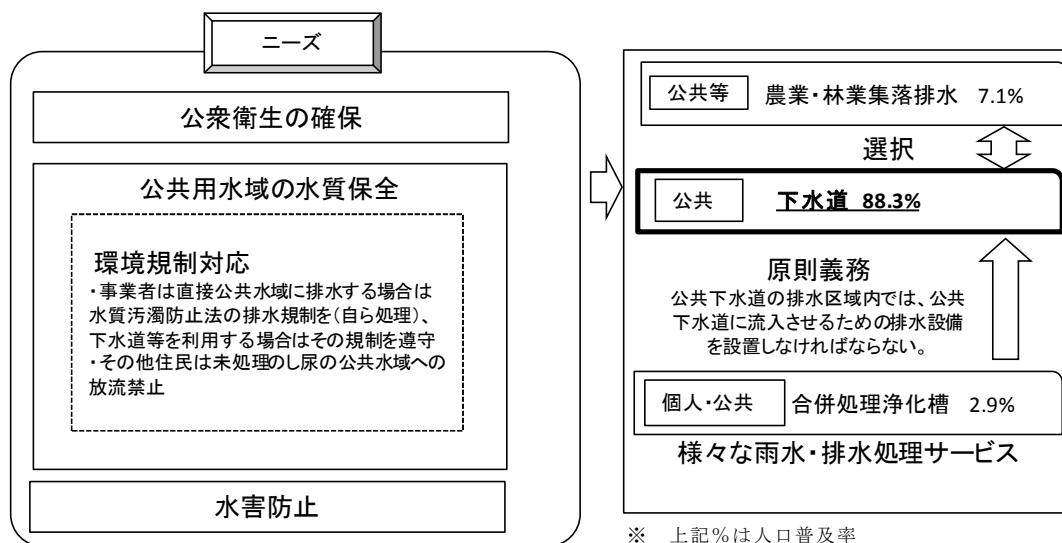 ニーズ
公衆衛生の確保
公共用水域の水質保全
環境規制対応
・事業者は直接公共水域に排水する場合は
水質汚濁防止法の排水規制を(自ら処理)、
下水道等を利用する場合はその規制を遵守
・その他住民は未処理のし尿の公共水域への
放流禁止
水害防止
公共等 農業・林業集落排水 7.1%
選択
公共 下水道 88.3%
原則義務
公共下水道の排水区域内では、公共
下水道に流入させるための排水設備
を設置しなければならない。
個人・公共 合併処理浄化槽 2.9%
様々な雨水・排水処理サービス
※ 上記%は人口普及率